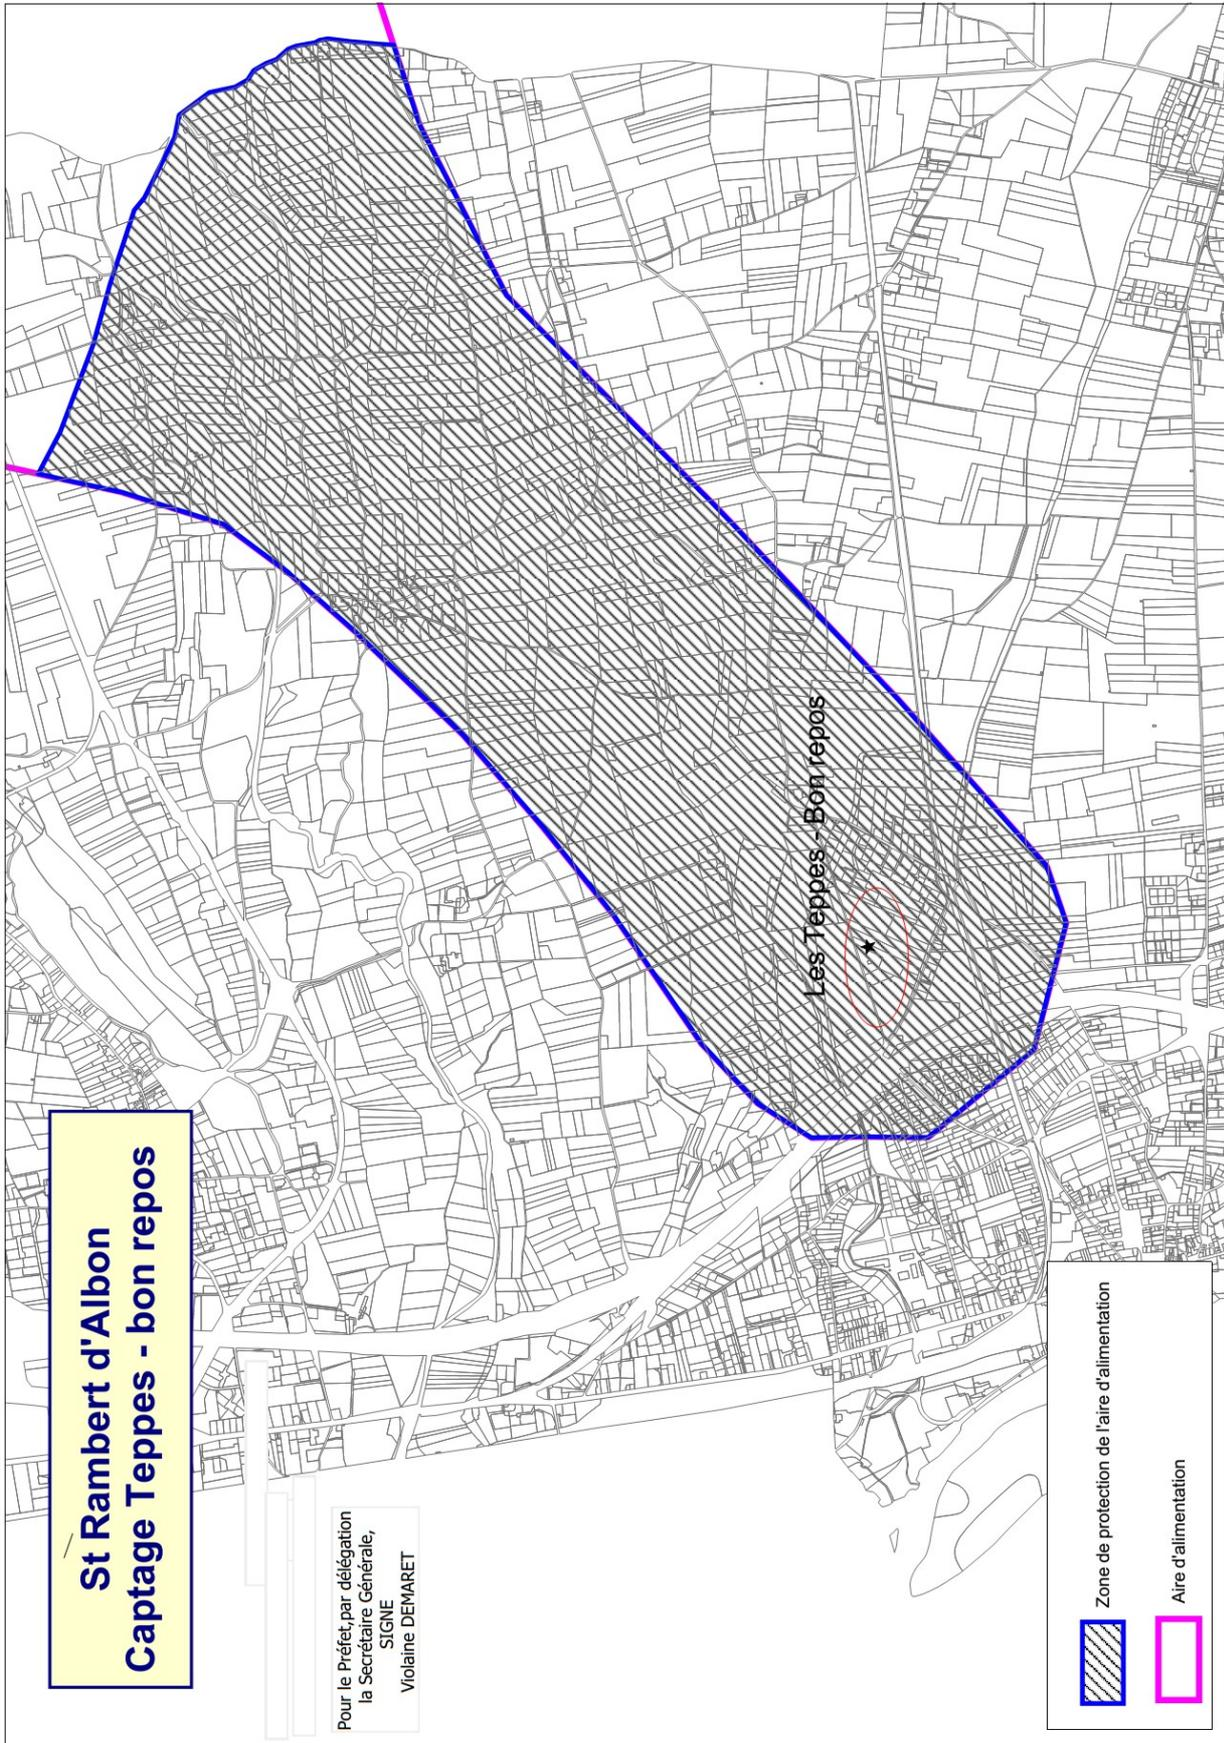 St Rambert d'Albon
Captage Teppes - bon repos
Pour le Préfet,par délégation
la Secrétaire Générale,
SIGNE
Violaine DEMARET
Les Teppes - Bon repos
Zone de protection de l'aire d'alimentation
Aire d'alimentation